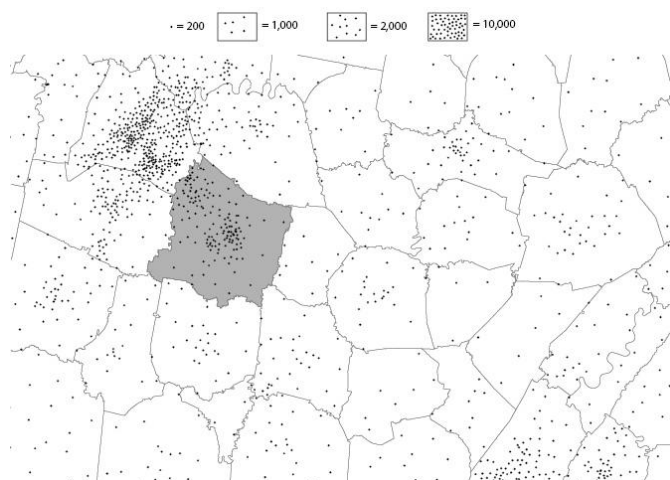 = 200 = 1,000 = 2,000 = 10,000